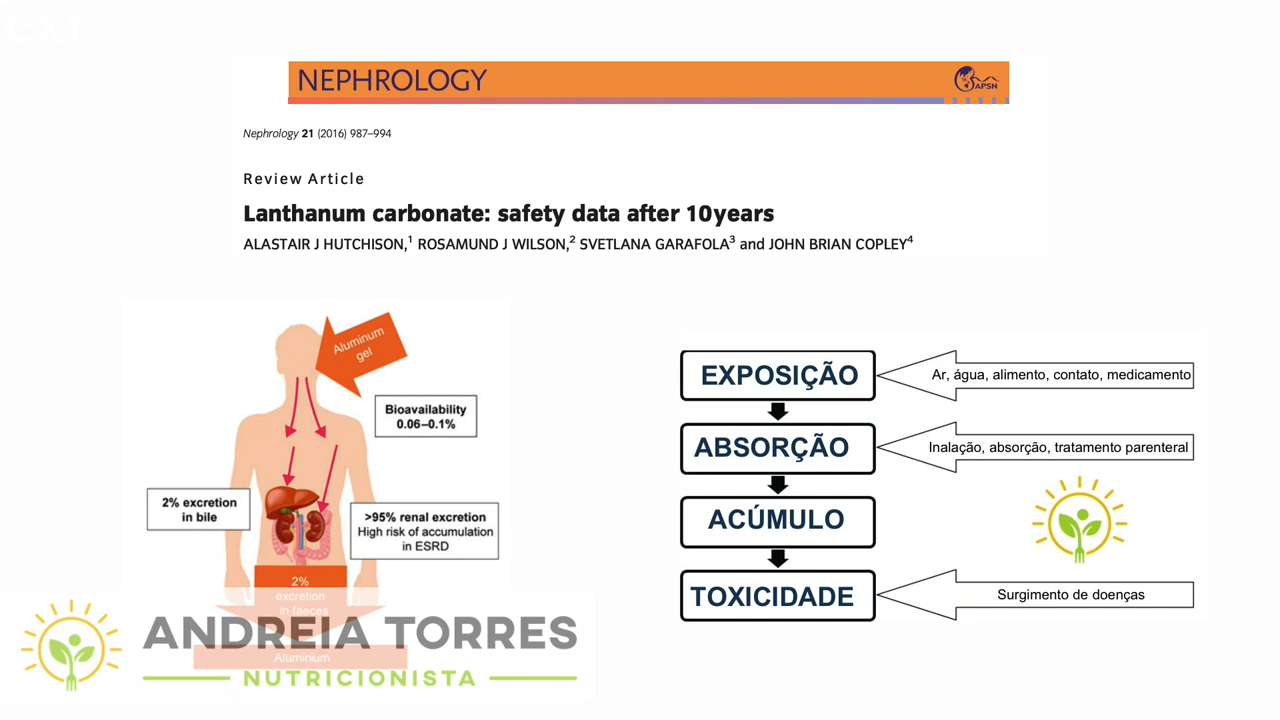 ext
NEPHROLOGY
APSN
Nephrology 21 (2016) 987–994
Review Article
Lanthanum carbonate: safety data after 10years
ALASTAIR J HUTCHISON,1 ROSAMUND J WILSON,2 SVETLANA GARAFOLA3 and JOHN BRIAN COPLEY4
Aluminum
gel
Bioavailability
0.06–0.1%
2% excretion
in bile
>95% renal excretion
High risk of accumulation
in ESRD
2%
excretion
in faeces
Aluminium
EXPOSIÇÃO
Ar, água, alimento, contato, medicamento
ABSORÇÃO
Inalação, absorção, tratamento parenteral
ACÚMULO
TOXICIDADE
Surgimento de doenças
ANDREIA TORRES
NUTRICIONISTA